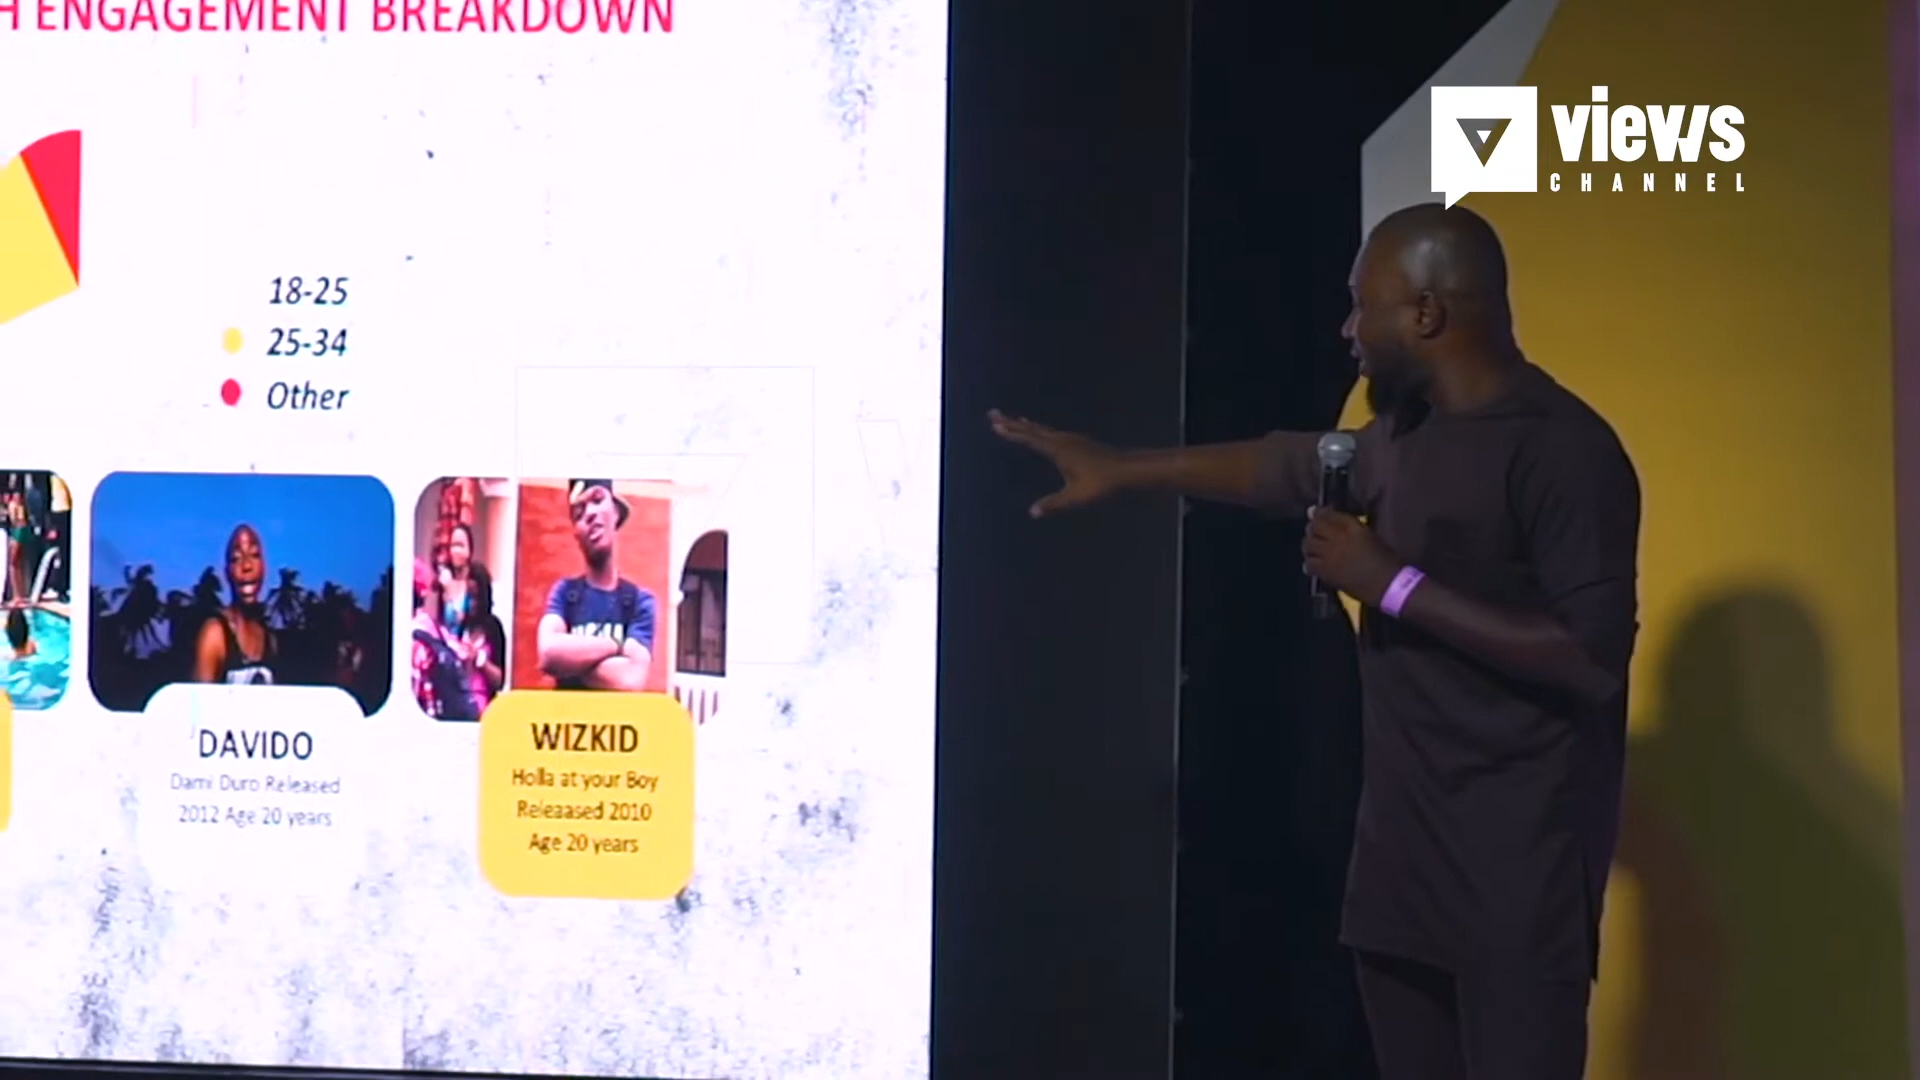 H ENGAGEMENT BREAKDOWN
views
CHANNEL
18-25
25-34
Other
DAVIDO
Dami Duro Released
2012 Age 20 years
WIZKID
Holla at your Boy
Releaased 2010
Age 20 years